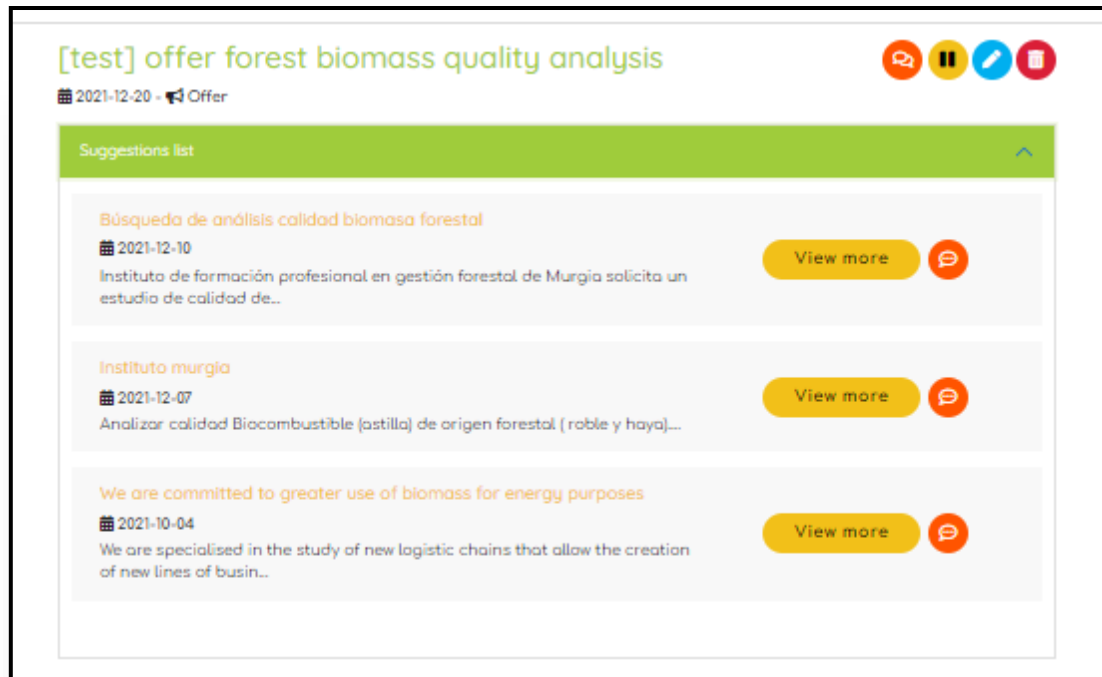 [test] offer forest biomass quality analysis
2021-12-20 - Offer
Suggestions list
Búsqueda de análisis calidad biomasa forestal
2021-12-10
Instituto de formación profesional en gestión forestal de Murgia solicita un
estudio de calidad de...
View more
Instituto murgia
2021-12-07
Analizar calidad Biocombustible (astilla) de origen forestal ( roble y haya)....
View more
We are committed to greater use of biomass for energy purposes
2021-10-04
We are specialised in the study of new logistic chains that allow the creation
of new lines of busin...
View more